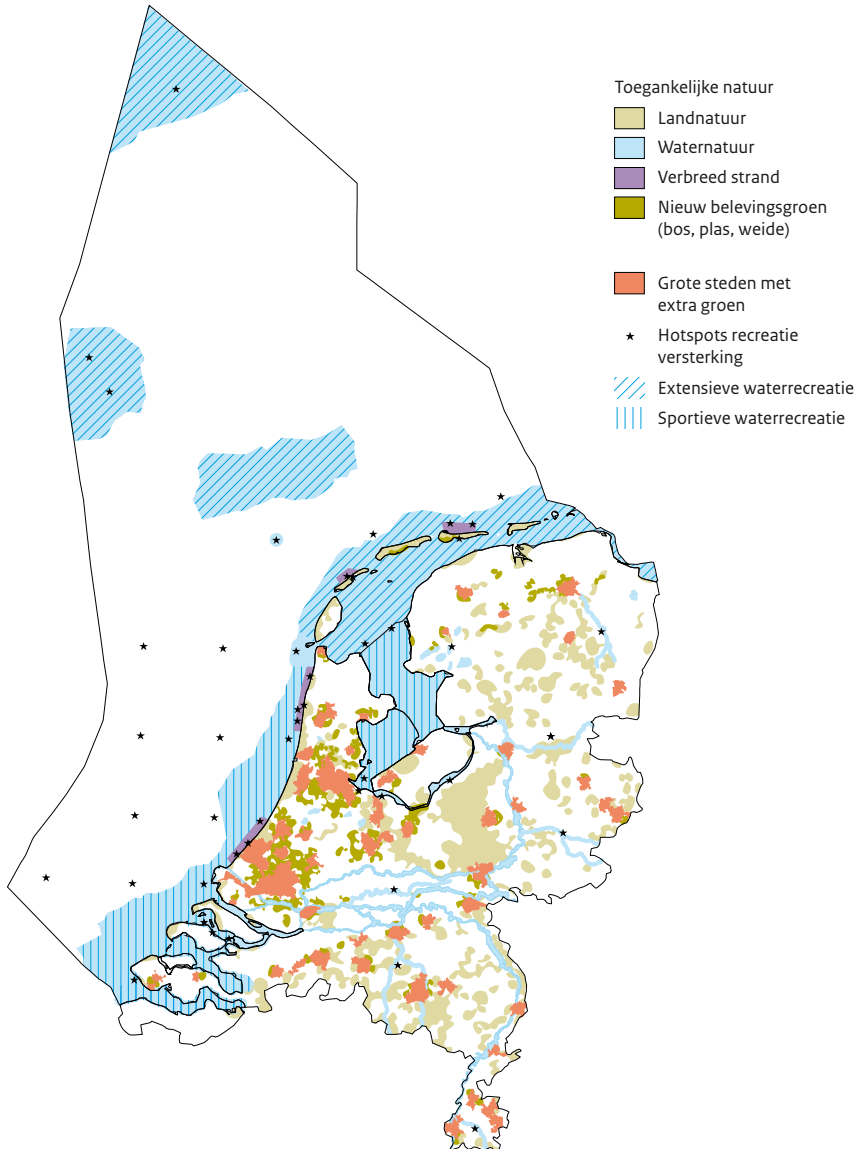 Toegankelijke natuur
Landnatuur
Waternatuur
Verbreed strand
Nieuw belevingsgroen
(bos, plas, weide)
Grote steden met
extra groen
Hotspots recreatie
versterking
Extensieve waterrecreatie
Sportieve waterrecreatie